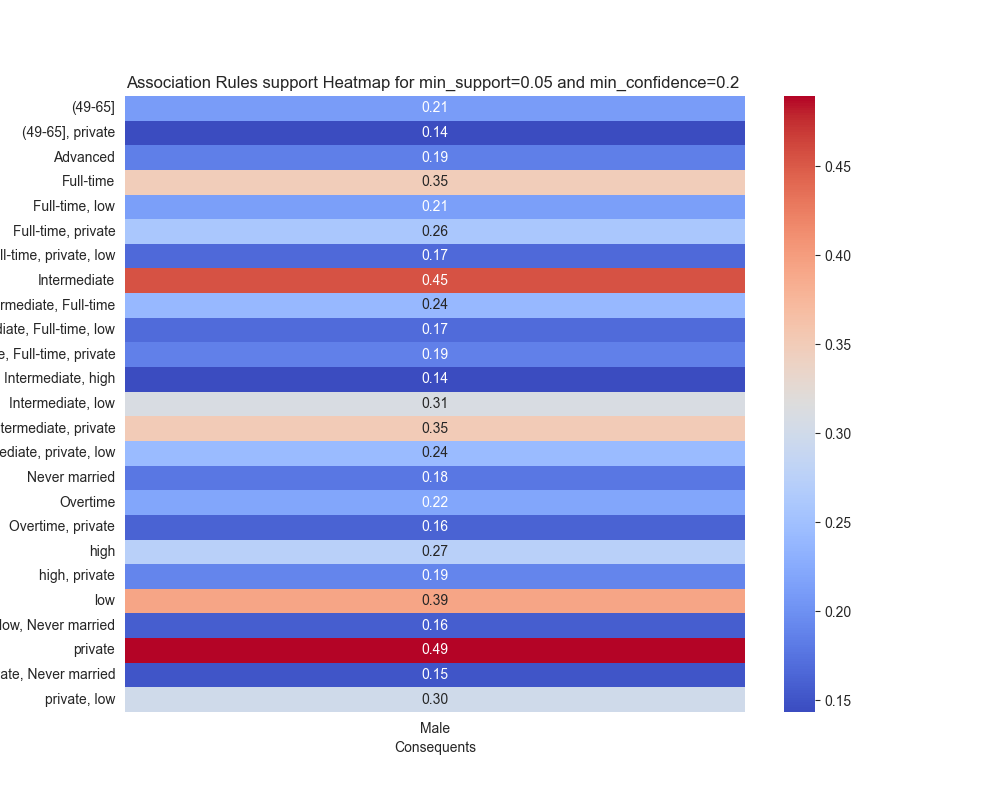 Association Rules support Heatmap for min_support=0.05 and min_confidence=0.2
(49-65] 0.21
(49-65], private 0.14
Advanced 0.19
Full-time 0.35
Full-time, low 0.21
Full-time, private 0.26
ll-time, private, low 0.17
Intermediate 0.45
rmediate, Full-time 0.24
diate, Full-time, low 0.17
e, Full-time, private 0.19
Intermediate, high 0.14
Intermediate, low 0.31
termediate, private 0.35
ediate, private, low 0.24
Never married 0.18
Overtime 0.22
Overtime, private 0.16
high 0.27
high, private 0.19
low 0.39
low, Never married 0.16
private 0.49
ate, Never married 0.15
private, low 0.30
Male
Consequents
0.45
0.40
0.35
0.30
0.25
0.20
0.15